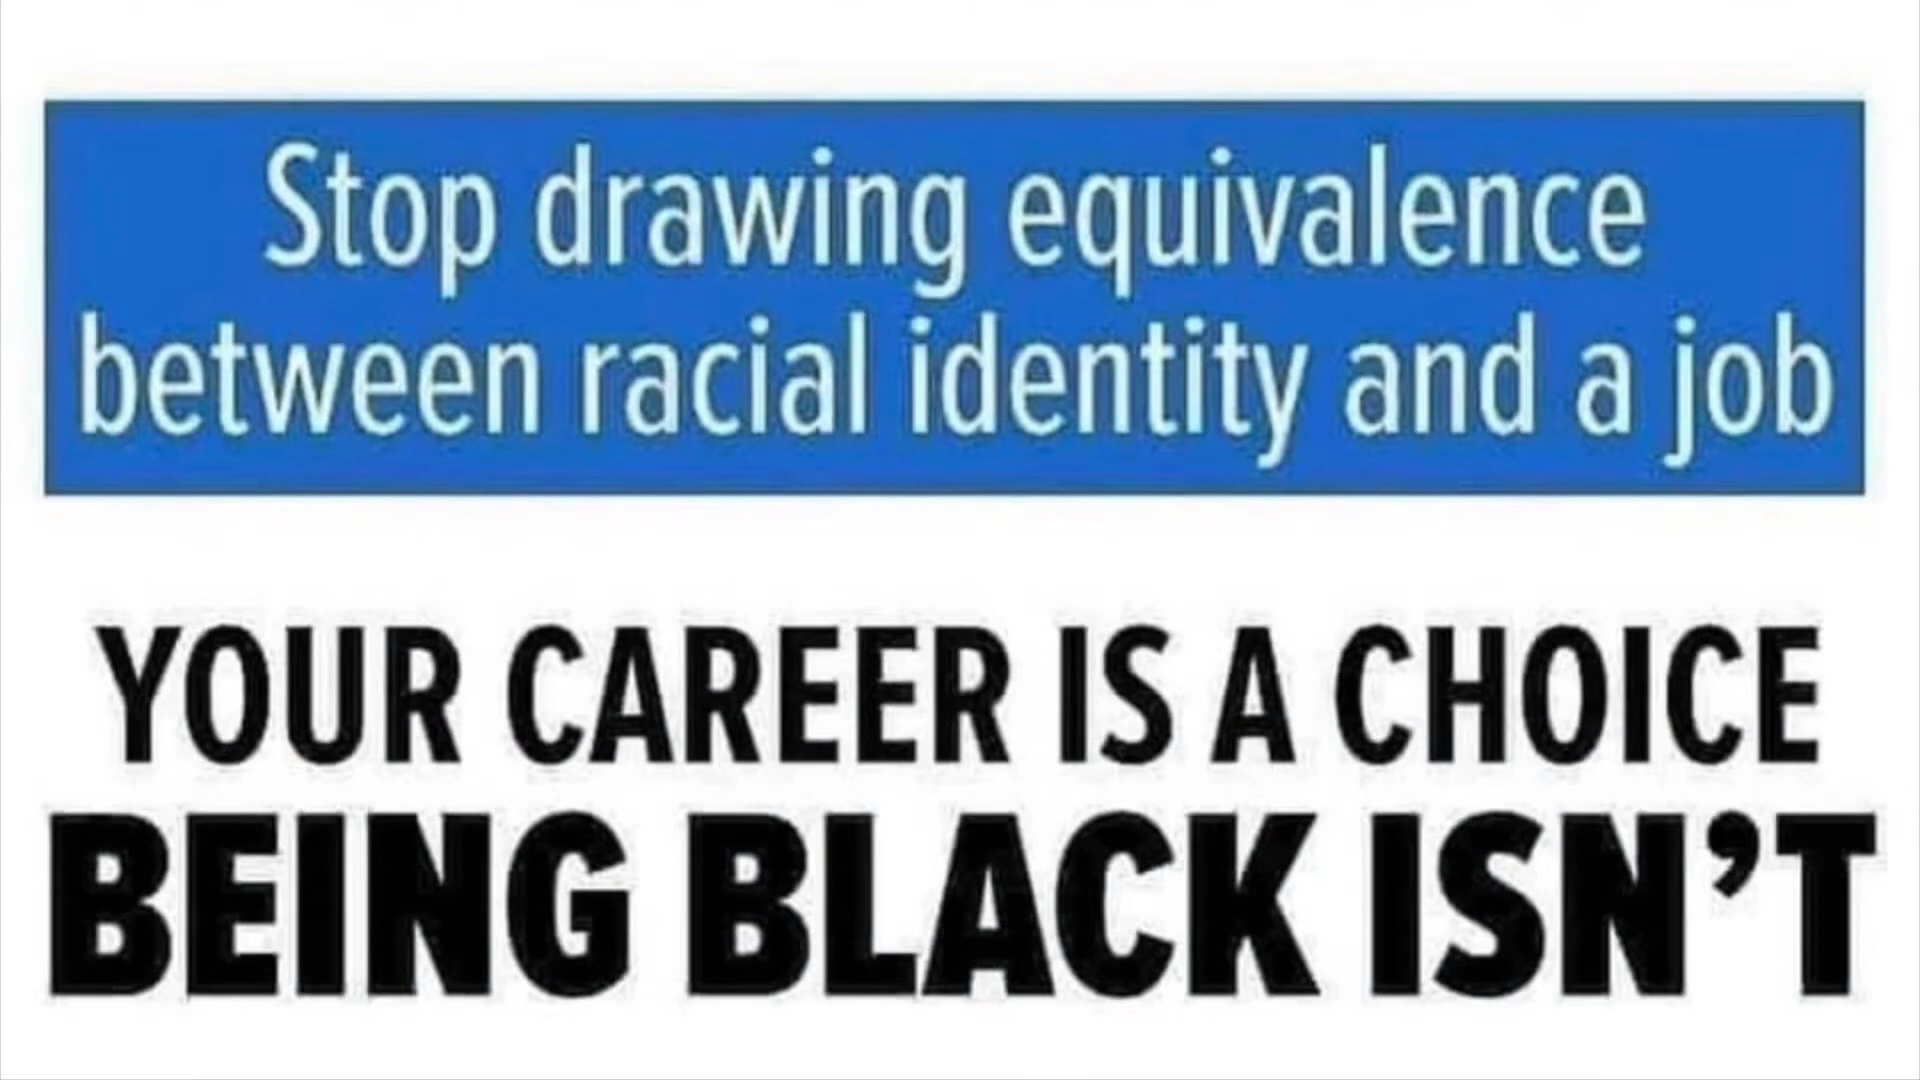 Stop drawing equivalence
between racial identity and a job
YOUR CAREER IS A CHOICE
BEING BLACK ISN'T